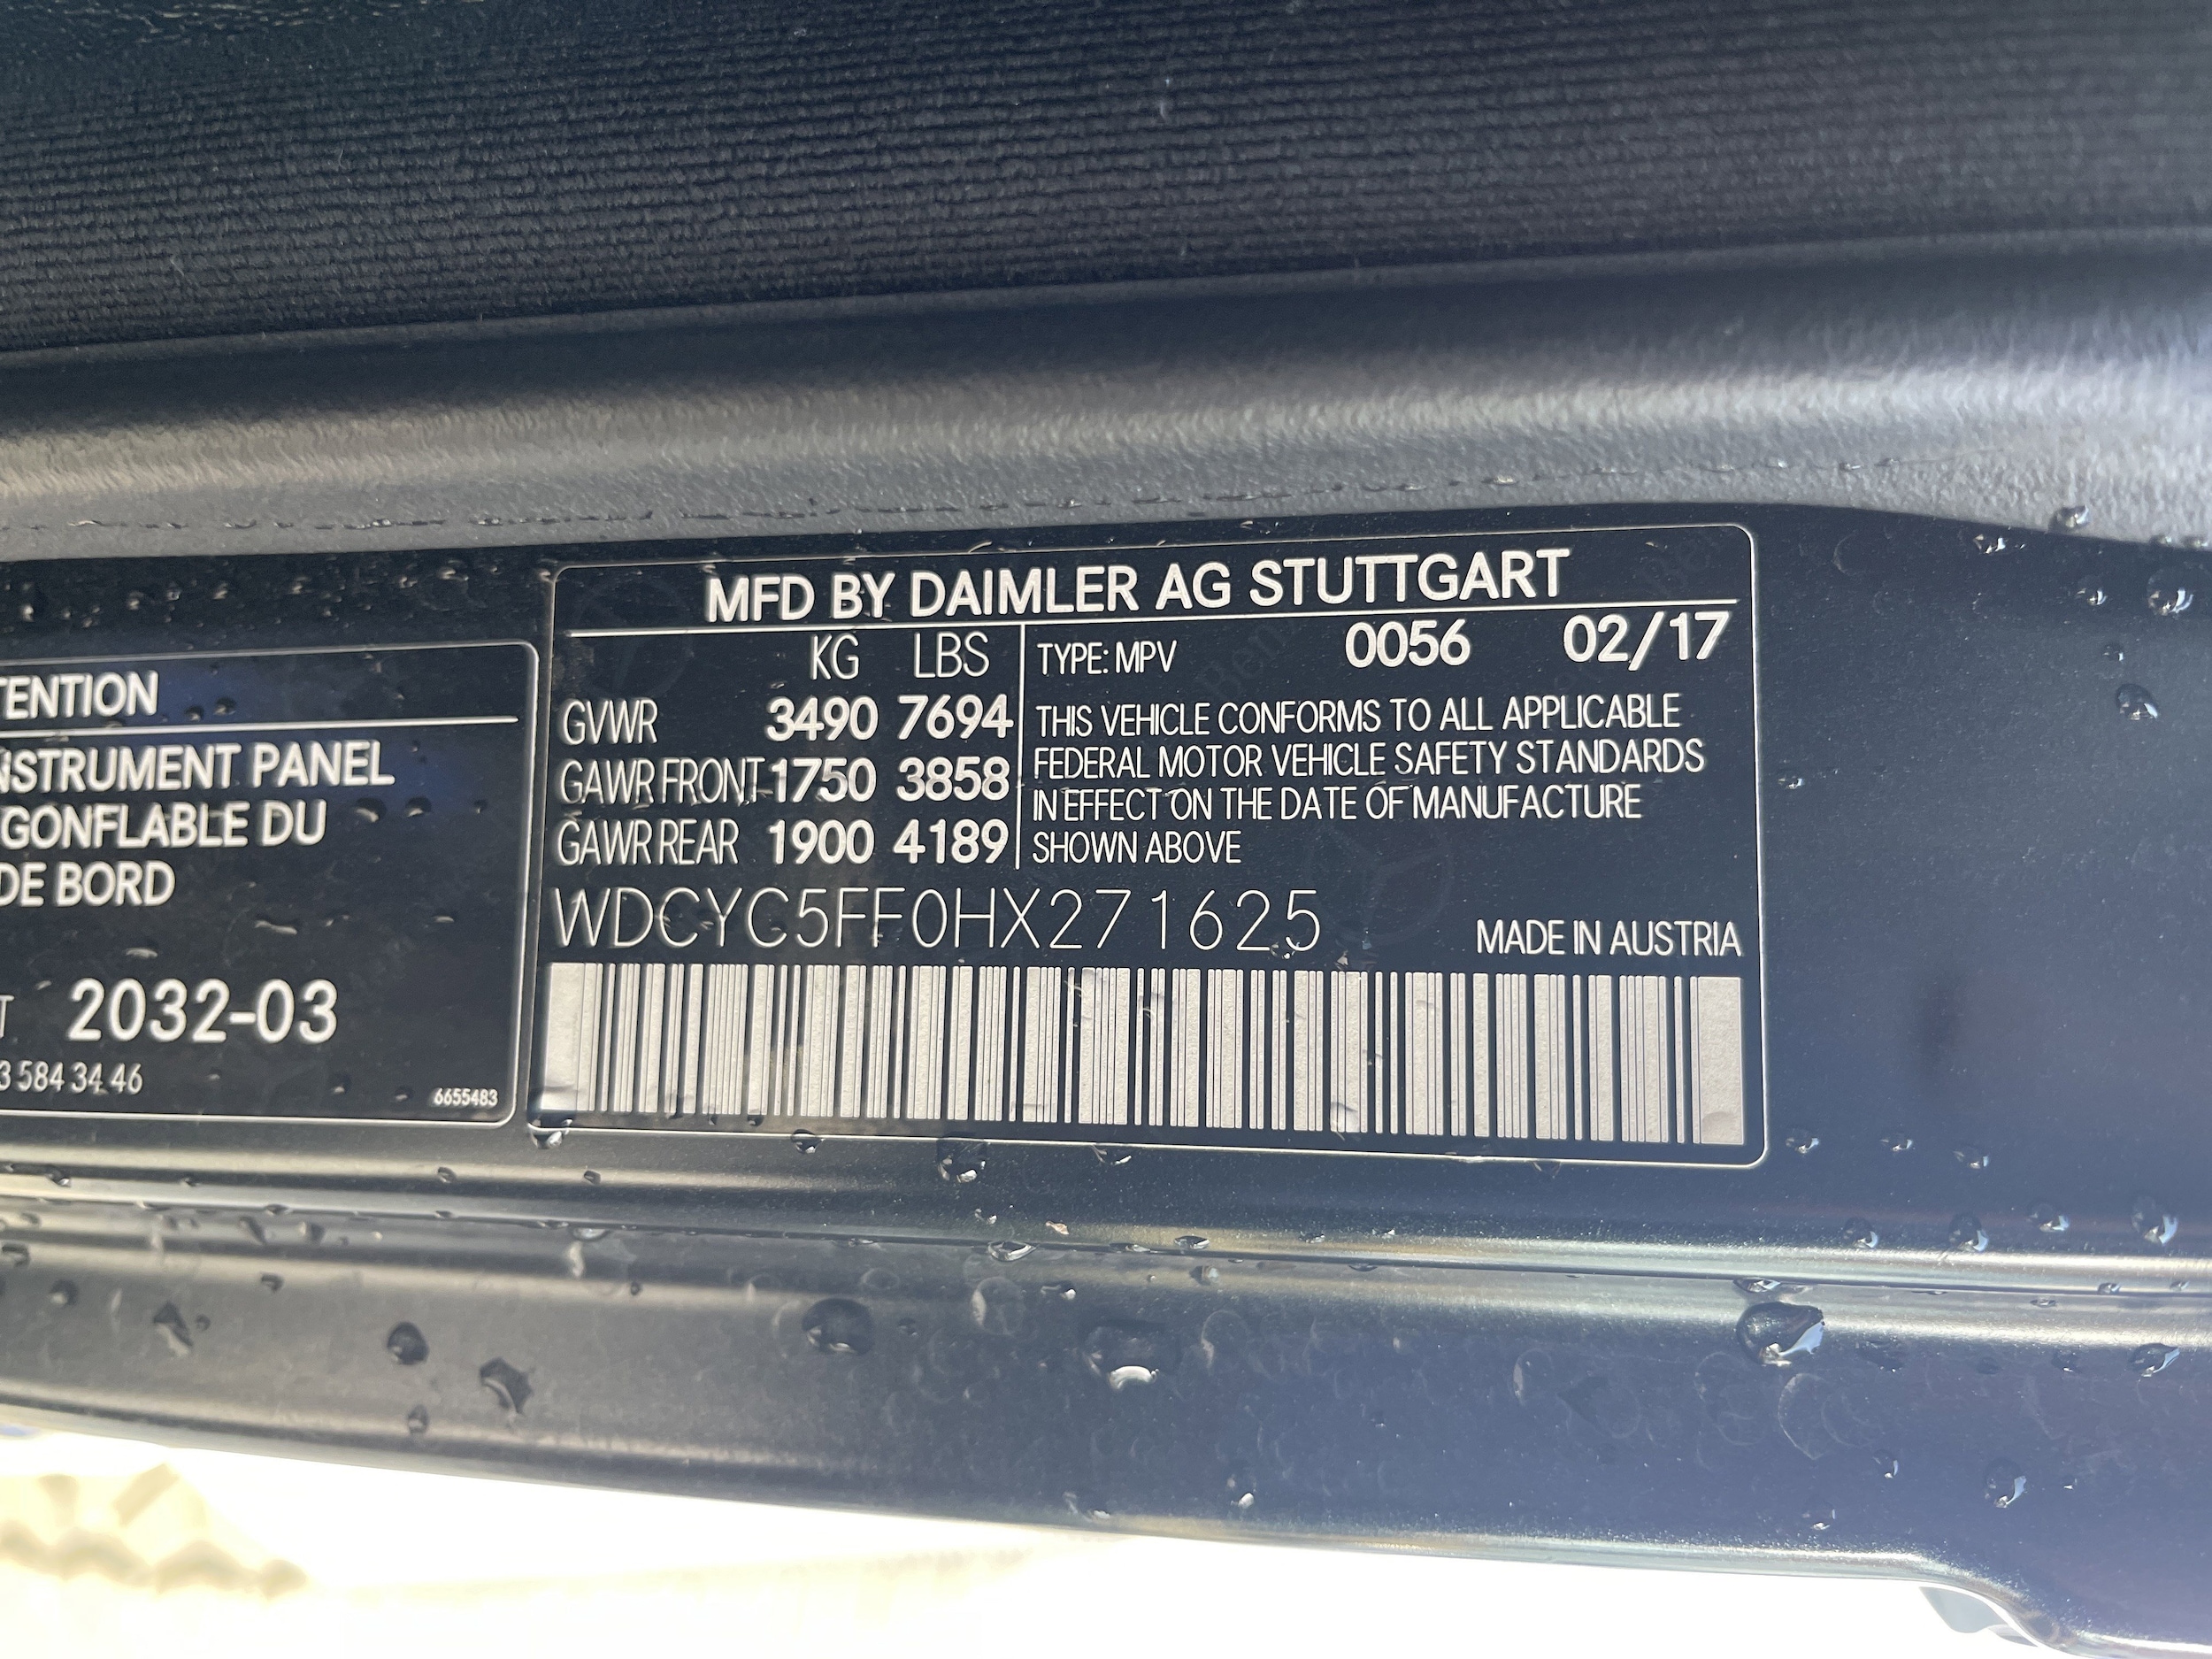 TENTION
NSTRUMENT PANEL
GONFLABLE DU
DE BORD
T 2032-03
3 584 34 46
6655483
MFD BY DAIMLER AG STUTTGART
KG LBS
GVWR 3490 7694
GAWR FRONT 1750 3858
GAWR REAR 1900 4189
TYPE: MPV 0056 02/17
THIS VEHICLE CONFORMS TO ALL APPLICABLE
FEDERAL MOTOR VEHICLE SAFETY STANDARDS
IN EFFECT ON THE DATE OF MANUFACTURE
SHOWN ABOVE
WDCYC5FF0HX271625
MADE IN AUSTRIA